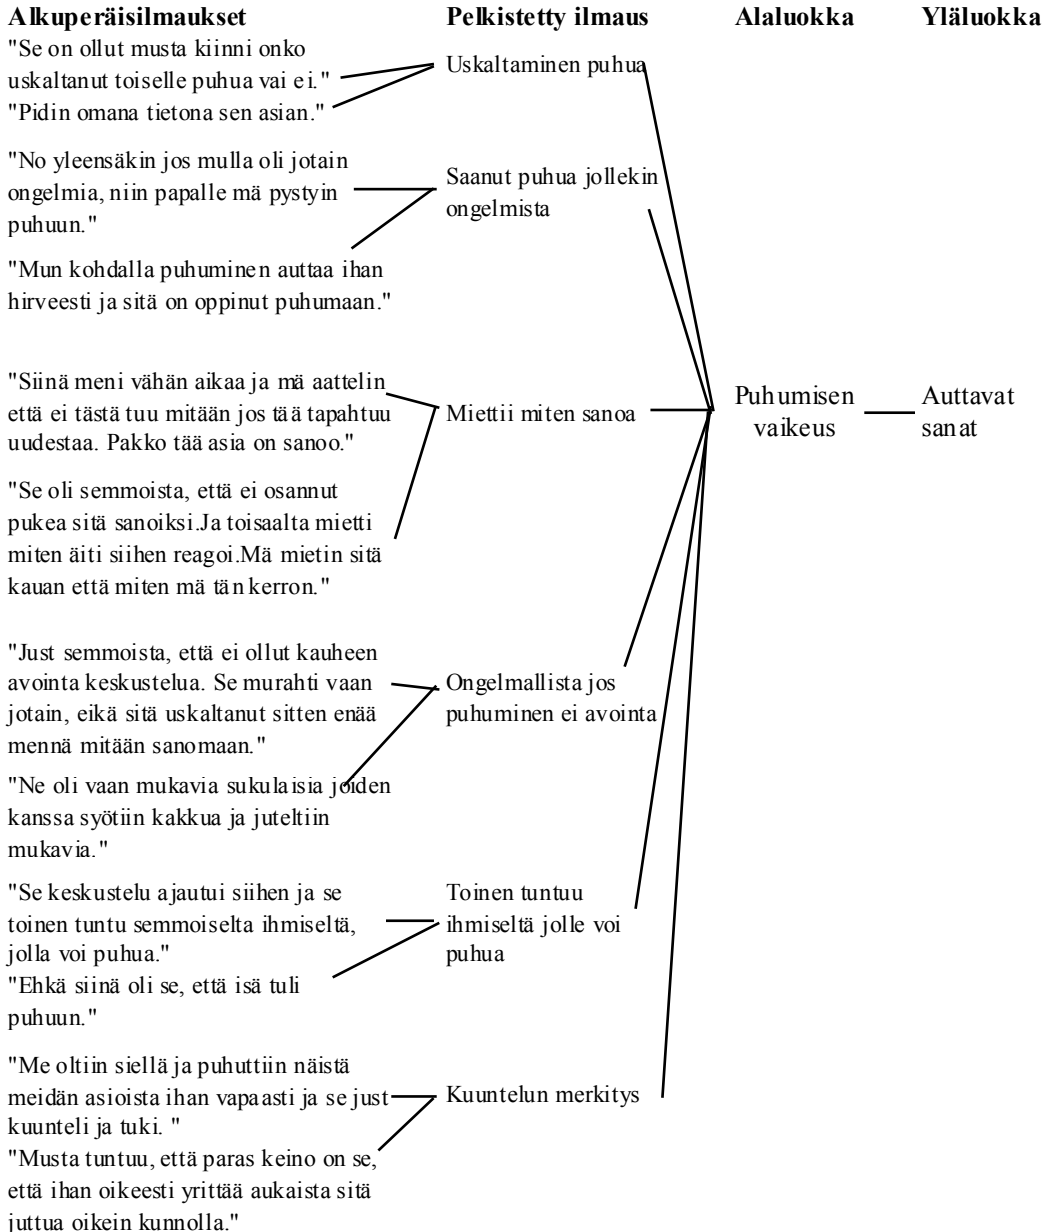 Alkuperäisilmaukset
Pelkistetty ilmaus
Alaluokka
Yläluokka
"Se on ollut musta kiinni onko
uskaltanut toiselle puhua vai ei."
"Pidin omana tietona sen asian."
Uskaltaminen puhua
"No yleensäkin jos mulla oli jotain
ongelmia, niin papalle mä pystyin
puhuun."
"Mun kohdalla puhuminen auttaa ihan
hirveesti ja sitä on oppinut puhumaan."
Saanut puhua jollekin
ongelmista
"Siinä meni vähän aikaa ja mä aattelin
että ei tästä tuu mitään jos tää tapahtuu
uudestaa. Pakko tää asia on sanoo."
"Se oli semmoista, että ei osannut
pukea sitä sanoiksi.Ja toisaalta mietti
miten äiti siihen reagoi.Mä mietin sitä
kauan että miten mä tän kerron."
Miettii miten sanoa
Puhumisen
vaikeus
Auttavat
sanat
"Just semmoista, että ei ollut kauheen
avointa keskustelua. Se murahti vaan
jotain, eikä sitä uskaltanut sitten enää
mennä mitään sanomaan."
"Ne oli vaan mukavia sukulaisia joiden
kanssa syötiin kakkua ja juteltiin
mukavia."
Ongelmallista jos
puhuminen ei avointa
"Se keskustelu ajautui siihen ja se
toinen tuntu semmoiselta ihmiseltä,
jolla voi puhua."
"Ehkä siinä oli se, että isä tuli
puhuun."
Toinen tuntuu
ihmiseltä jolle voi
puhua
"Me oltiin siellä ja puhuttiin näistä
meidän asioista ihan vapaasti ja se just
kuunteli ja tuki. "
"Musta tuntuu, että paras keino on se,
että ihan oikeesti yrittää aukaista sitä
juttua oikein kunnolla."
Kuuntelun merkitys